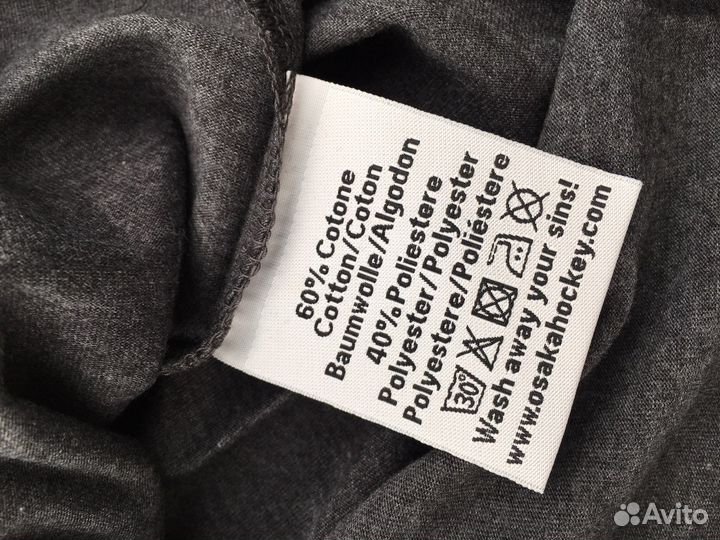 60% Cotone
Cotton/Coton
Baumwolle/Algodon
40% Poliestere
Polyester/Polyester
Polyestere/Poliéstere
30°
Wash away your sins!
www.osakahockey.com
Avito